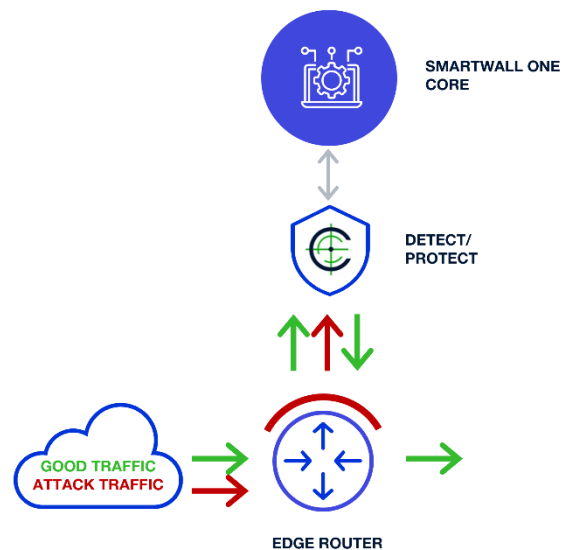 SMARTWALL ONE
CORE
DETECT/
PROTECT
GOOD TRAFFIC
ATTACK TRAFFIC
EDGE ROUTER